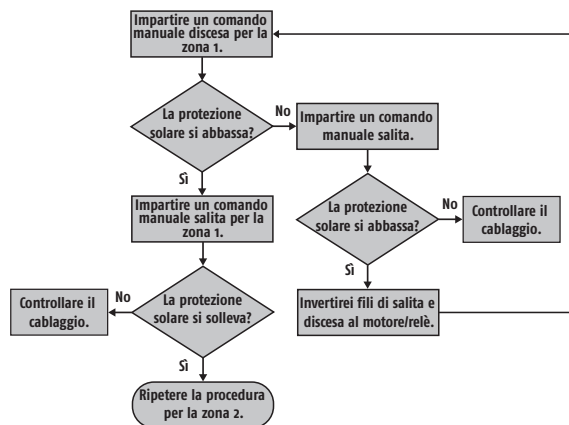 Impartire un comando
manuale discesa per la
zona 1.
La protezione
solare si abbassa?
No
Impartire un comando
manuale salita.
Sì
Impartire un comando
manuale salita per la
zona 1.
La protezione
solare si abbassa?
No
Controllare il
cablaggio.
Sì
Invertirei fili di salita e
discesa al motore/relè.
La protezione
solare si solleva?
No
Controllare il
cablaggio.
Sì
Ripetere la procedura
per la zona 2.